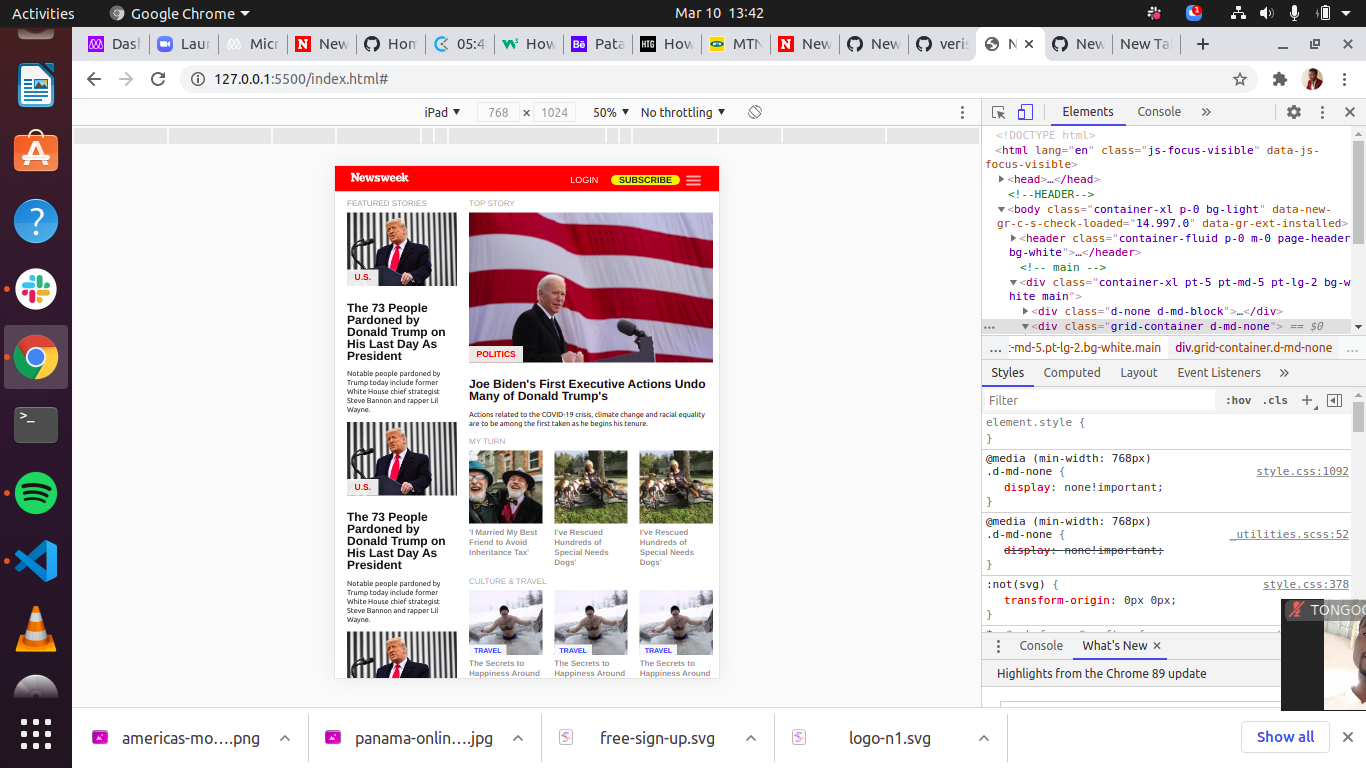 Activities
Google Chrome
Mar 10 13:42
1
Dash
Laun
Micr
New
Hom
05:4
How
Beē Pata
HTG How
MTN
New
New
veris
N
New
New Ta
127.0.0.1:5500/index.html#
iPad
768 × 1024
50%
No throttling
Newsweek
LOGIN
SUBSCRIBE
FEATURED STORIES
U.S.
The 73 People
Pardoned by
Donald Trump on
His Last Day As
President
Notable people pardoned by
Trump today include former
White House chief strategist
Steve Bannon and rapper Lil
Wayne.
U.S.
The 73 People
Pardoned by
Donald Trump on
His Last Day As
President
Notable people pardoned by
Trump today include former
White House chief strategist
Steve Bannon and rapper Lil
Wayne.
TOP STORY
POLITICS
Joe Biden's First Executive Actions Undo
Many of Donald Trump's
Actions related to the COVID-19 crisis, climate change and racial equality
are to be among the first taken as he begins his tenure.
MY TURN
'I Married My Best
Friend to Avoid
Inheritance Tax'
I've Rescued
Hundreds of
Special Needs
Dogs'
I've Rescued
Hundreds of
Special Needs
Dogs'
CULTURE & TRAVEL
TRAVEL
The Secrets to
Happiness Around
TRAVEL
The Secrets to
Happiness Around
TRAVEL
The Secrets to
Happiness Around
Elements
Console
<!DOCTYPE html>
<html lang="en" class="js-focus-visible" data-js-
focus-visible>
<head>…</head>
<!--HEADER-->
<body class="container-xl p-0 bg-light" data-new-
gr-c-s-check-loaded="14.997.0" data-gr-ext-installed>
<header class="container-fluid p-0 m-0 page-header
bg-white">…</header>
<!-- main -->
<div class="container-xl pt-5 pt-md-5 pt-lg-2 bg-w
hite main">
<div class="d-none d-md-block">…</div>
<div class="grid-container d-md-none"> == $0
… :-md-5.pt-lg-2.bg-white.main div.grid-container.d-md-none …
Styles
Computed
Layout
Event Listeners
Filter
:hov .cls
element.style {
}
@media (min-width: 768px)
.d-md-none { style.css:1092
display: none!important;
}
@media (min-width: 768px)
.d-md-none { _utilities.scss:52
display: none!important;
}
:not(svg) { style.css:378
transform-origin: 0px 0px;
}
TONGOO
Console
What's New
Highlights from the Chrome 89 update
americas-mo….png
panama-onlin….jpg
free-sign-up.svg
logo-n1.svg
Show all